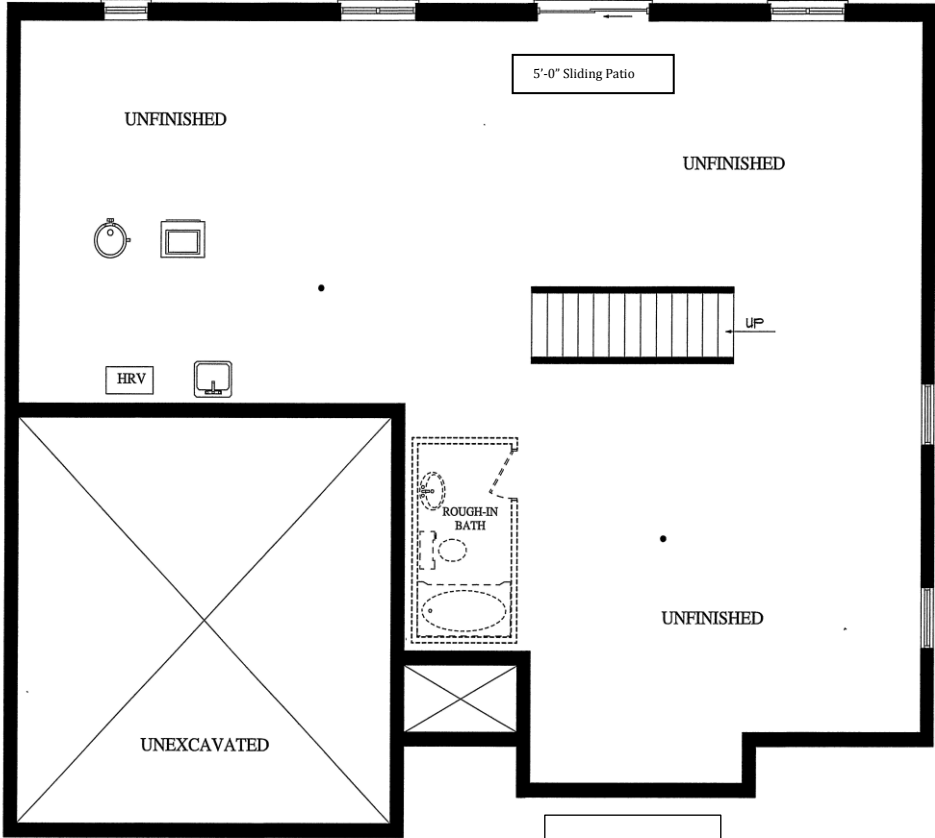 5'-0" Sliding Patio
UNFINISHED
UNFINISHED
UP
HRV
ROUGH-IN
BATH
UNFINISHED
UNEXCAVATED